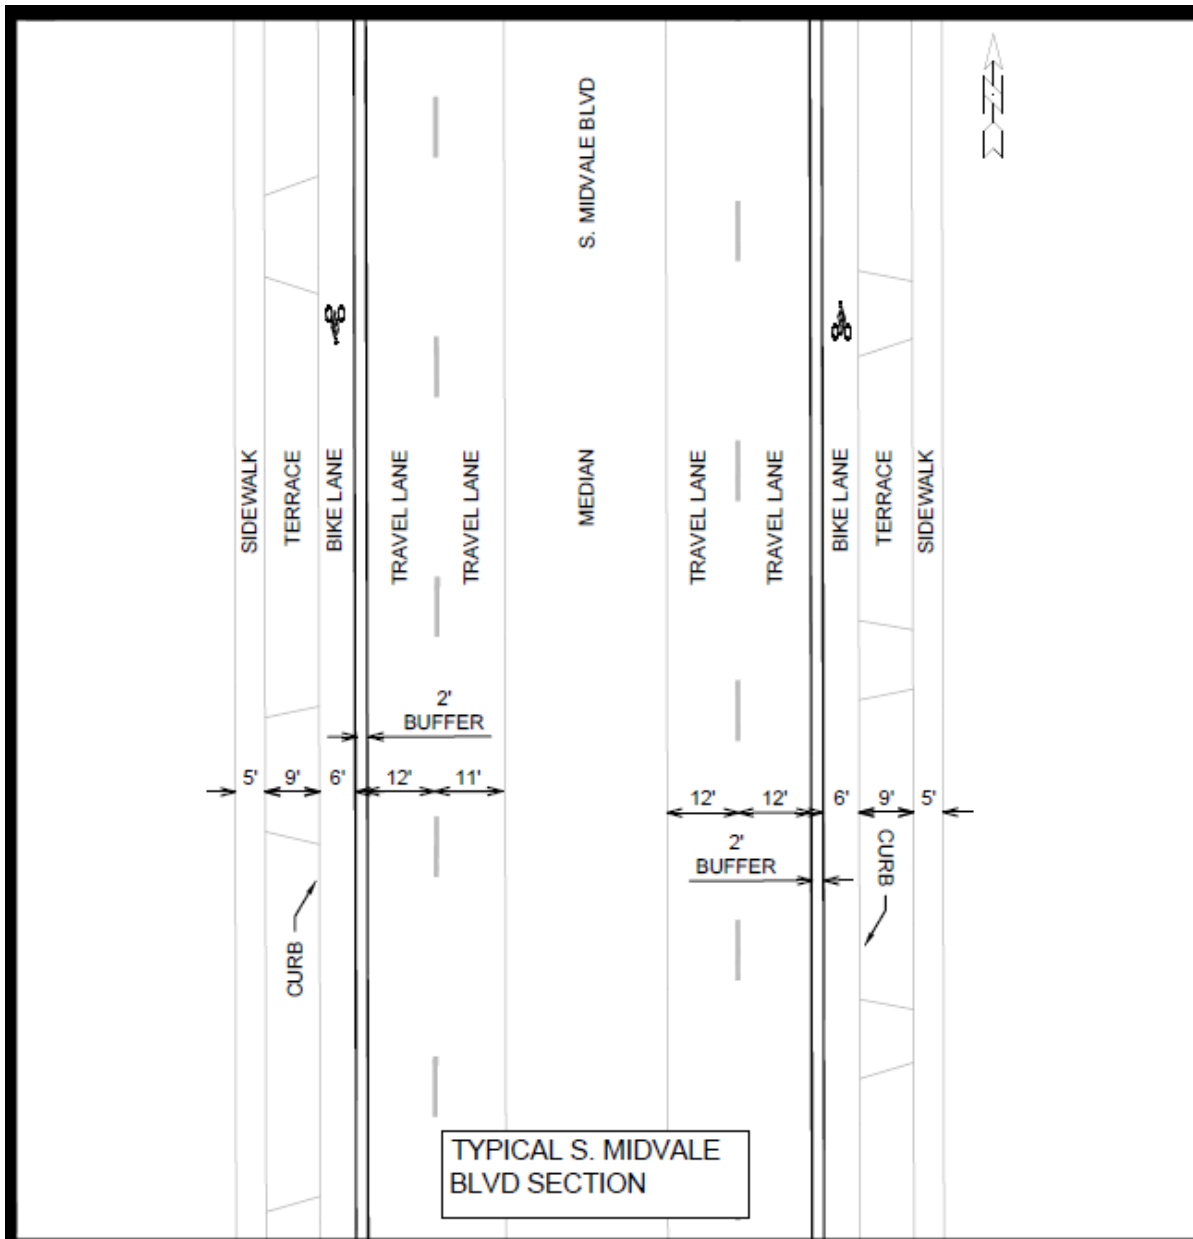 S. MIDVALE BLVD
N
SIDEWALK
TERRACE
BIKE LANE
TRAVEL LANE
TRAVEL LANE
MEDIAN
TRAVEL LANE
TRAVEL LANE
BIKE LANE
TERRACE
SIDEWALK
2'
BUFFER
5' 9' 6' 12' 11'
12' 12' 6' 9' 5'
2'
BUFFER
CURB
CURB
TYPICAL S. MIDVALE
BLVD SECTION